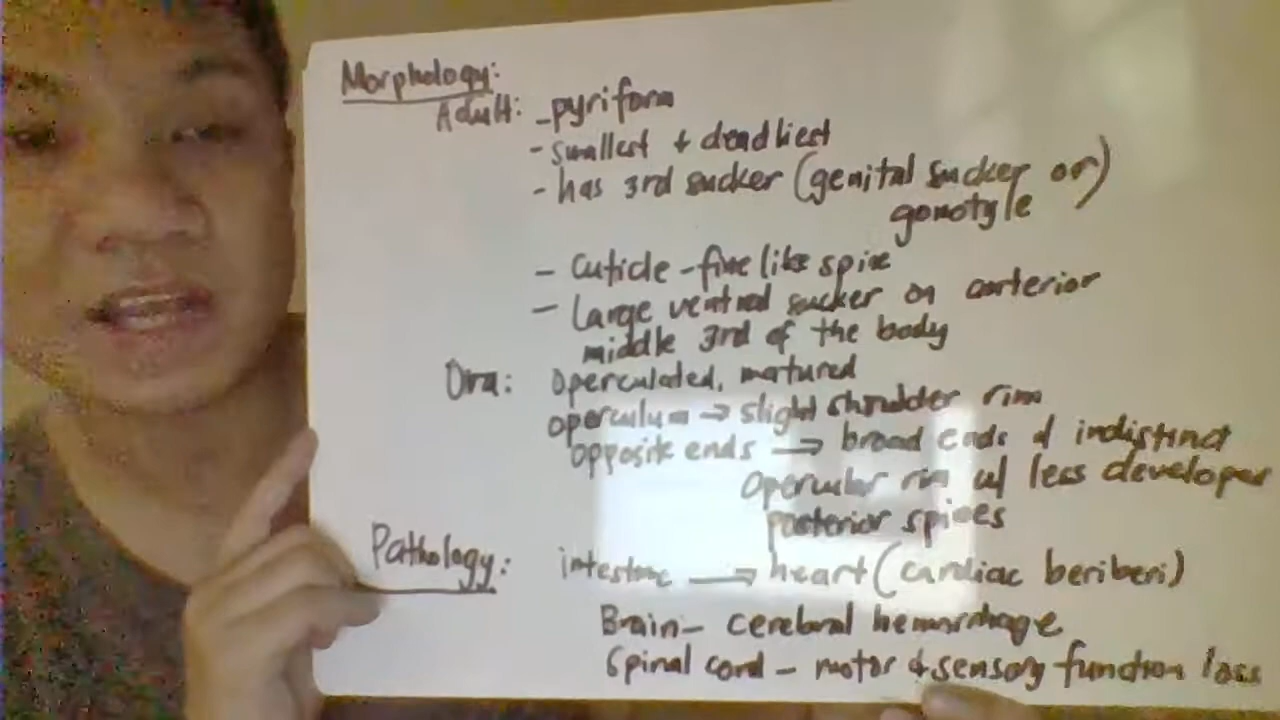 Morphology:
Adult: - pyriform
- smallest + deadliest
- has 3rd sucker (genital sucker or)
gonotyle
- Cuticle - fine like spine
- Large ventral sucker on anterior
middle 3rd of the body
Ova: Operculated, matured
operculum → slight shoulder rim
opposite ends → broad ends & indistinct
opercular rim w/ less developer
posterior spines
Pathology: intestine → heart (cardiac beriberi)
Brain - cerebral hemorrhage
Spinal cord - motor & sensory function loss